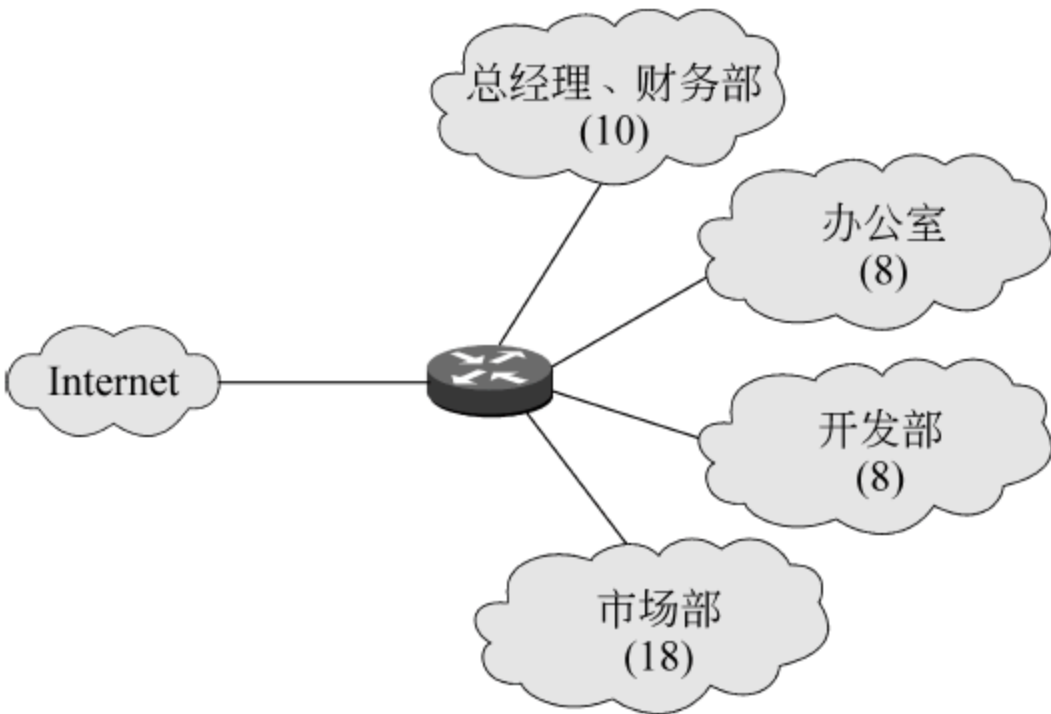 总经理、财务部
(10)
办公室
(8)
Internet
开发部
(8)
市场部
(18)